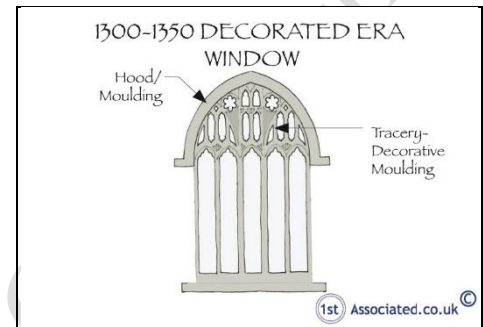 1300-1350 DECORATED ERA
WINDOW
Hood/
Moulding
Tracery-
Decorative
Moulding
1st Associated.co.uk ©